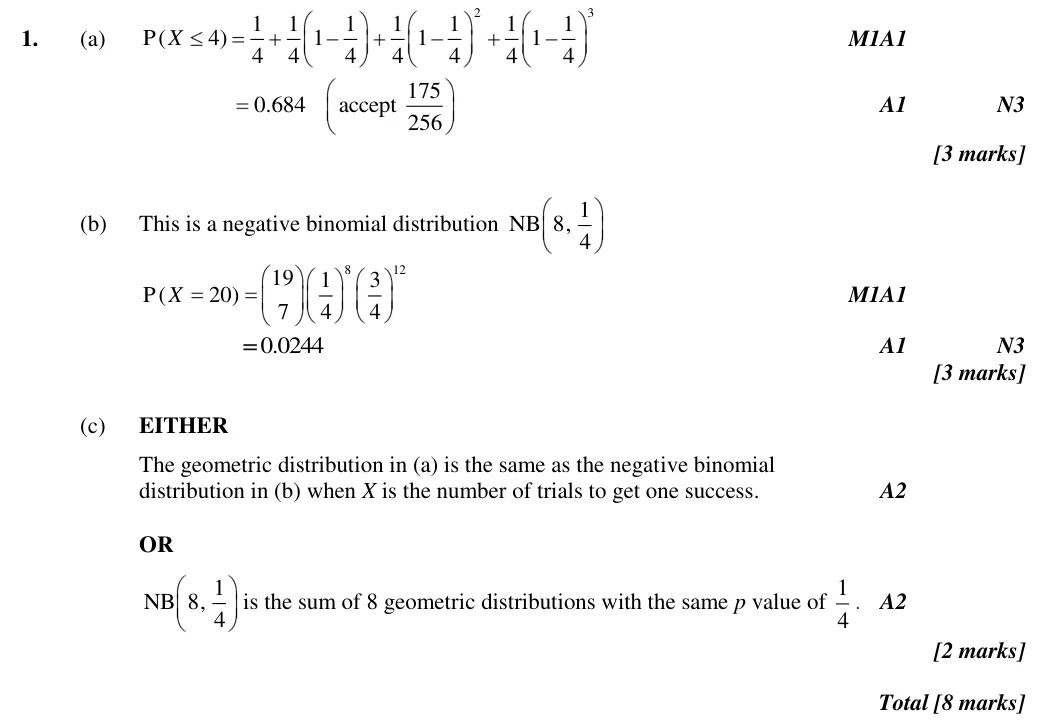 1. (a) P(X ≤ 4) = 1/4 + 1/4(1 − 1/4) + 1/4(1 − 1/4)² + 1/4(1 − 1/4)³ M1A1
= 0.684 (accept 175/256) A1 N3
[3 marks]
(b) This is a negative binomial distribution NB(8, 1/4)
P(X = 20) = (19 7)(1/4)⁸(3/4)¹² M1A1
= 0.0244 A1 N3
[3 marks]
(c) EITHER
The geometric distribution in (a) is the same as the negative binomial
distribution in (b) when X is the number of trials to get one success. A2
OR
NB(8, 1/4) is the sum of 8 geometric distributions with the same p value of 1/4. A2
[2 marks]
Total [8 marks]